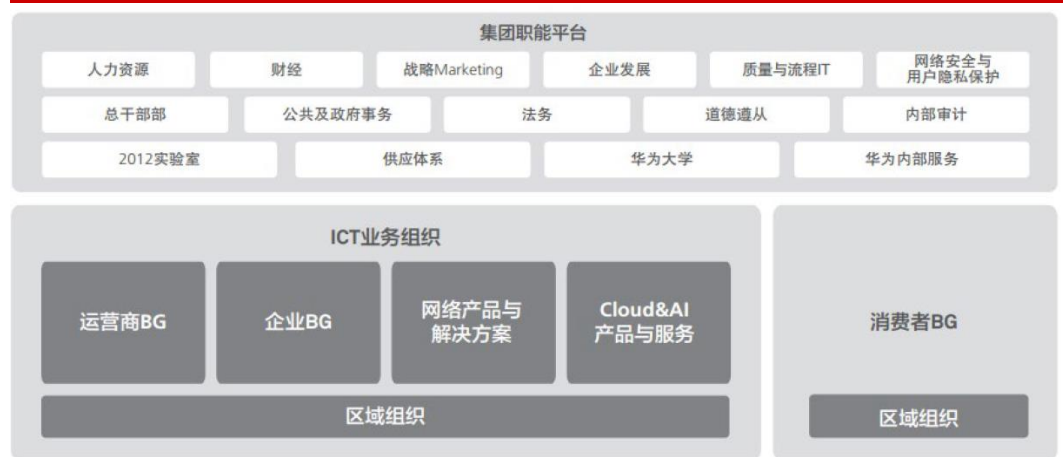 集团职能平台
人力资源
财经
战略Marketing
企业发展
质量与流程IT
网络安全与
用户隐私保护
总干部部
公共及政府事务
法务
道德遵从
内部审计
2012实验室
供应体系
华为大学
华为内部服务
ICT业务组织
运营商BG
企业BG
网络产品与
解决方案
Cloud&AI
产品与服务
区域组织
消费者BG
区域组织